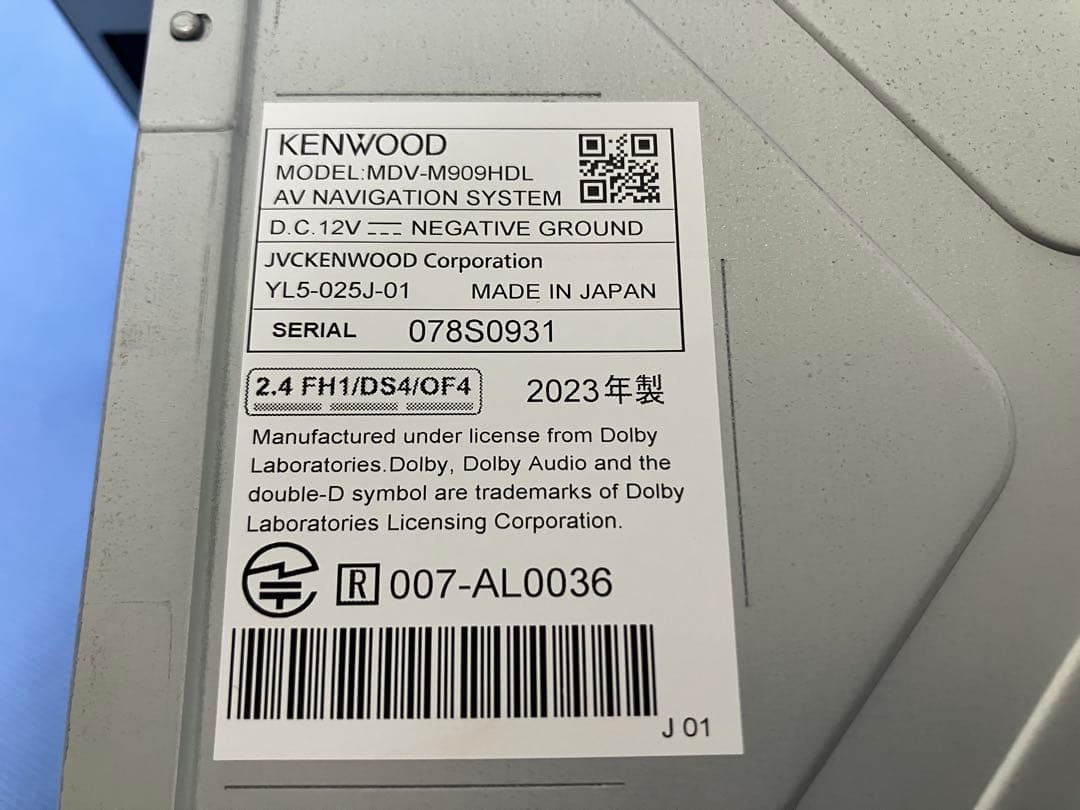 KENWOOD
MODEL:MDV-M909HDL
AV NAVIGATION SYSTEM
D.C.12V ⎓ NEGATIVE GROUND
JVCKENWOOD Corporation
YL5-025J-01 MADE IN JAPAN
SERIAL 078S0931
2.4 FH1/DS4/OF4 2023年製
Manufactured under license from Dolby
Laboratories.Dolby, Dolby Audio and the
double-D symbol are trademarks of Dolby
Laboratories Licensing Corporation.
R 007-AL0036
J 01